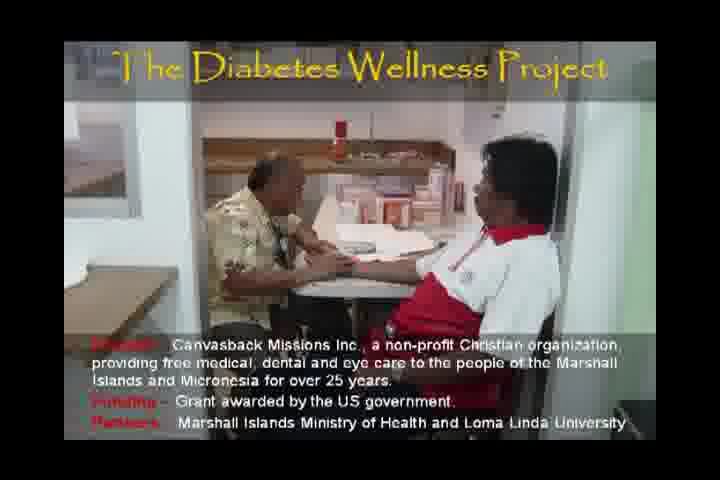 The Diabetes Wellness Project
Canvasback Missions Inc., a non-profit Christian organization,
providing free medical, dental and eye care to the people of the Marshall
Islands and Micronesia for over 25 years.
Funding – Grant awarded by the US government.
Partners – Marshall Islands Ministry of Health and Loma Linda University